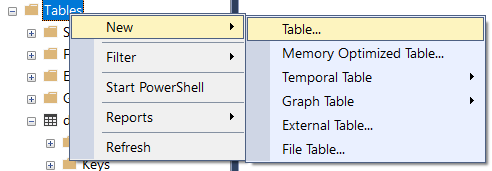 Tables
New
Filter
Start PowerShell
Reports
Refresh
Table...
Memory Optimized Table...
Temporal Table
Graph Table
External Table...
File Table...
S
F
E
G
d
Keys